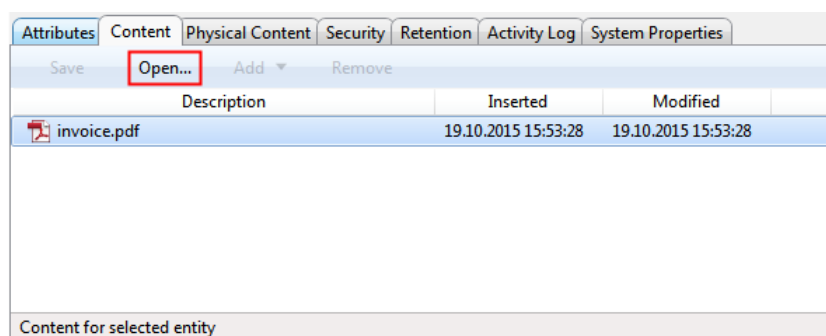 Attributes Content Physical Content Security Retention Activity Log System Properties
Save Open... Add Remove
Description Inserted Modified
invoice.pdf 19.10.2015 15:53:28 19.10.2015 15:53:28
Content for selected entity